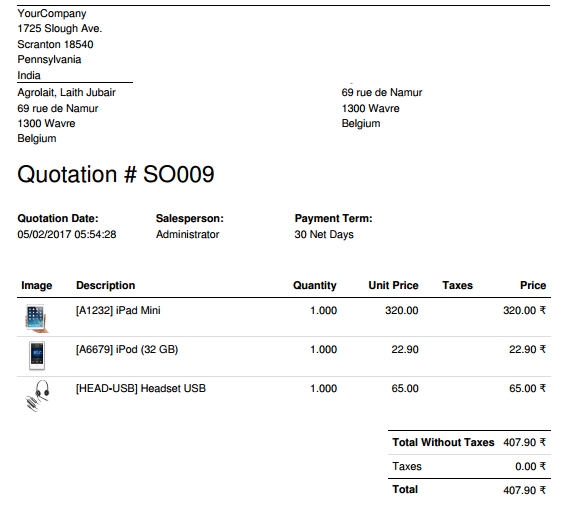 YourCompany
1725 Slough Ave.
Scranton 18540
Pennsylvania
India
Agrolait, Laith Jubair
69 rue de Namur
1300 Wavre
Belgium
69 rue de Namur
1300 Wavre
Belgium
Quotation # SO009
Quotation Date: Salesperson: Payment Term:
05/02/2017 05:54:28 Administrator 30 Net Days
Image Description Quantity Unit Price Taxes Price
[A1232] iPad Mini 1.000 320.00 320.00 ₹
[A6679] iPod (32 GB) 1.000 22.90 22.90 ₹
[HEAD-USB] Headset USB 1.000 65.00 65.00 ₹
Total Without Taxes 407.90 ₹
Taxes 0.00 ₹
Total 407.90 ₹